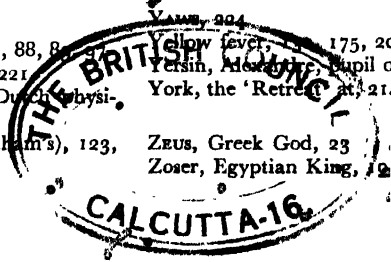 Yaws, 224
, 88, 89, 97 Yellow fever, 175, 20
221 Yersin, Alexandre, pupil o
Dutch physi- York, the 'Retreat' at, 21
s), 123, ZEUS, Greek God, 23
Zoser, Egyptian King, 19
THE BRITISH COUNCIL
CALCUTTA-16